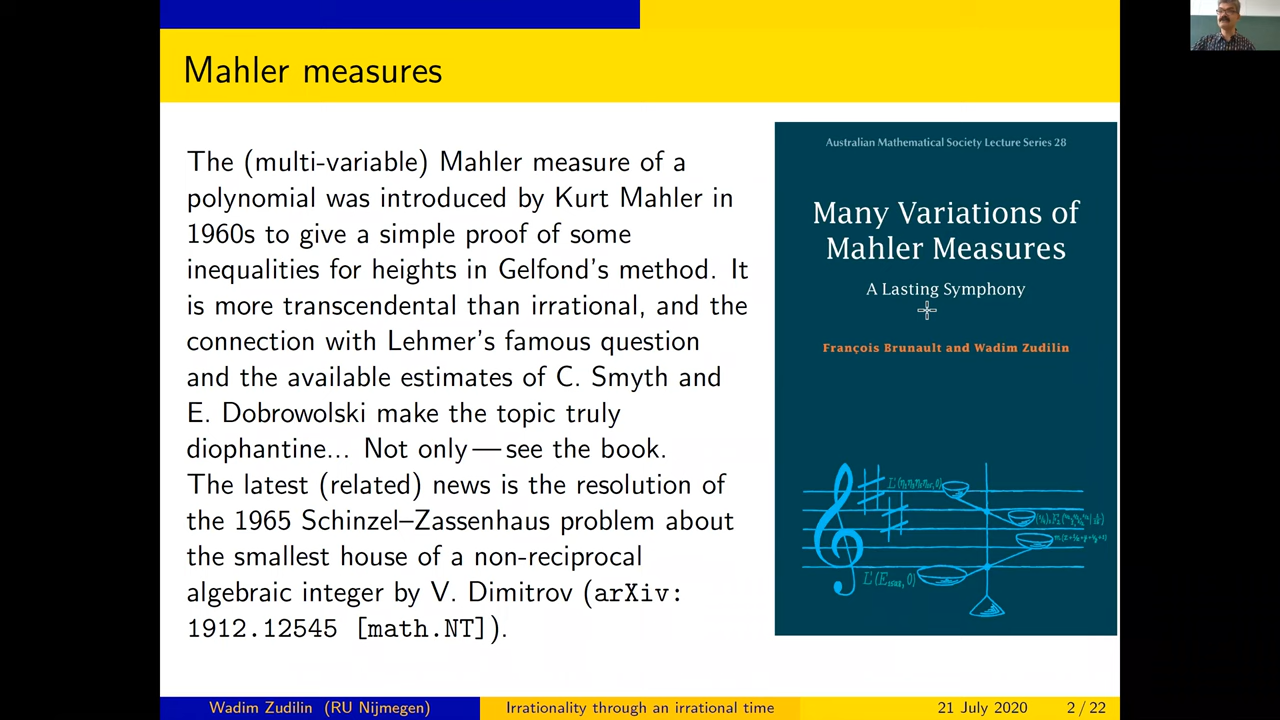 Mahler measures
The (multi-variable) Mahler measure of a
polynomial was introduced by Kurt Mahler in
1960s to give a simple proof of some
inequalities for heights in Gelfond's method. It
is more transcendental than irrational, and the
connection with Lehmer's famous question
and the available estimates of C. Smyth and
E. Dobrowolski make the topic truly
diophantine... Not only—see the book.
The latest (related) news is the resolution of
the 1965 Schinzel–Zassenhaus problem about
the smallest house of a non-reciprocal
algebraic integer by V. Dimitrov (arXiv:
1912.12545 [math.NT]).
Australian Mathematical Society Lecture Series 28
Many Variations of
Mahler Measures
A Lasting Symphony
François Brunault and Wadim Zudilin
Wadim Zudilin (RU Nijmegen)
Irrationality through an irrational time
21 July 2020
2 / 22